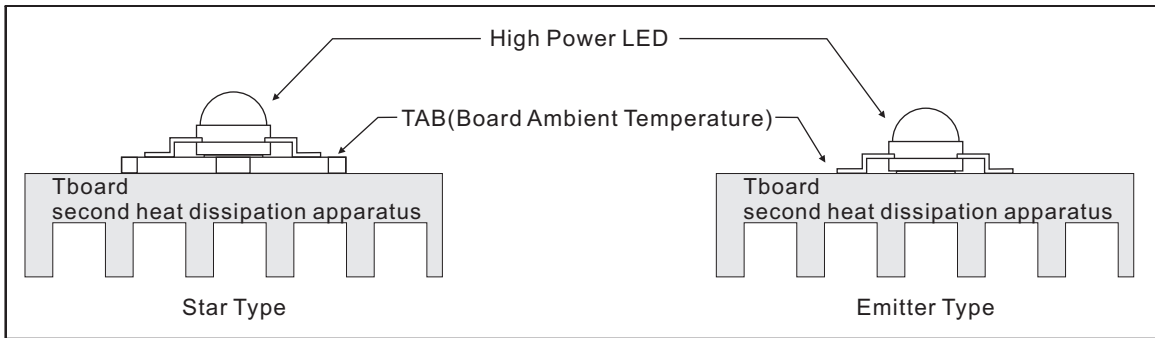 High Power LED
TAB(Board Ambient Temperature)
Tboard
second heat dissipation apparatus
Tboard
second heat dissipation apparatus
Star Type
Emitter Type